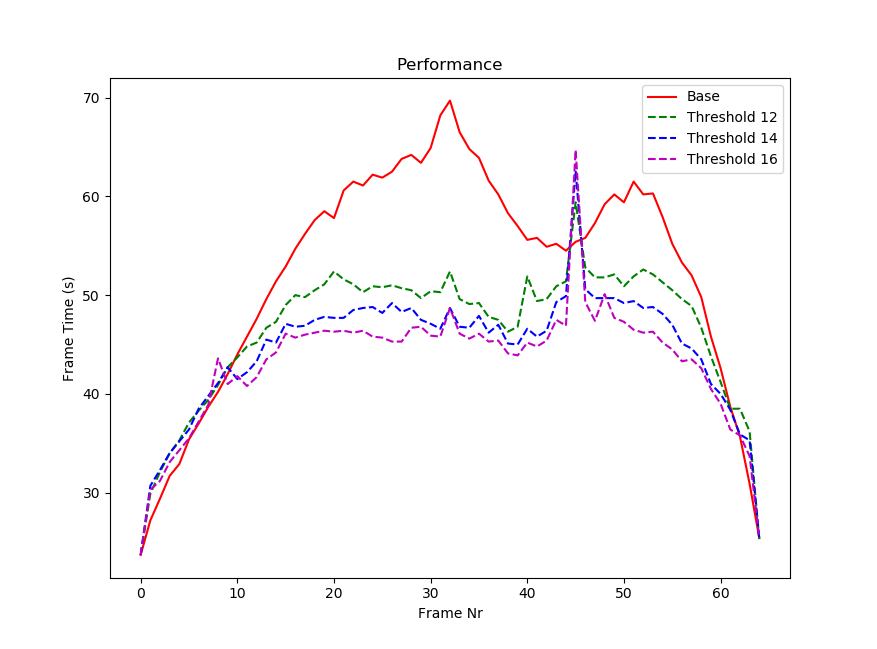 Performance
70
60
50
40
30
Frame Time (s)
0 10 20 30 40 50 60
Frame Nr
Base
Threshold 12
Threshold 14
Threshold 16